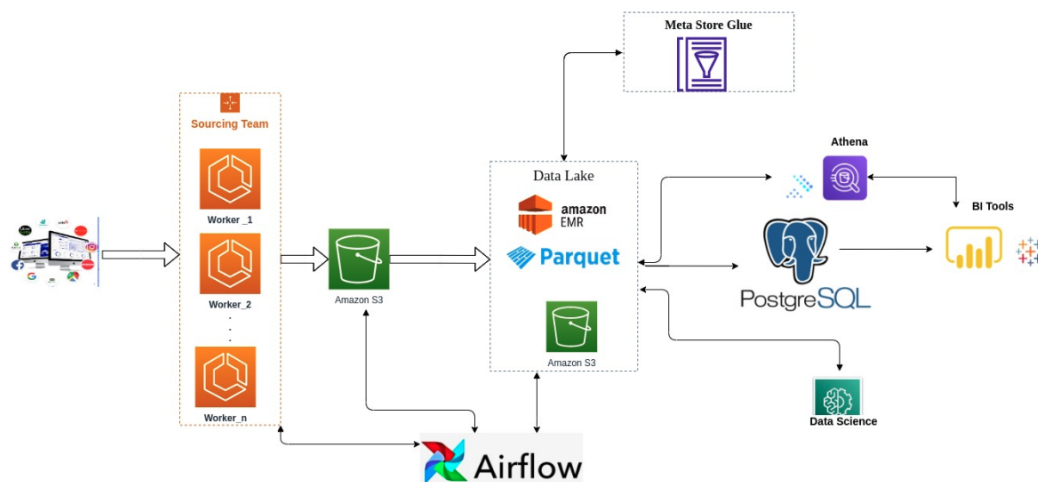 Meta Store Glue
Sourcing Team
Worker _1
Worker_2
Worker_n
Amazon S3
Data Lake
amazon
EMR
Parquet
Amazon S3
Athena
BI Tools
PostgreSQL
Data Science
Airflow